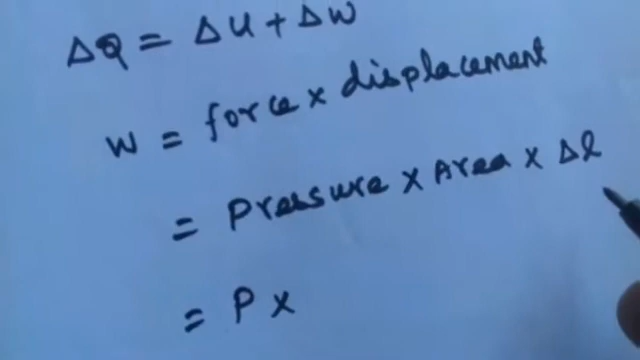 ΔQ = ΔU + ΔW
W = force × displacement
= Pressure × Area × Δl
= P ×